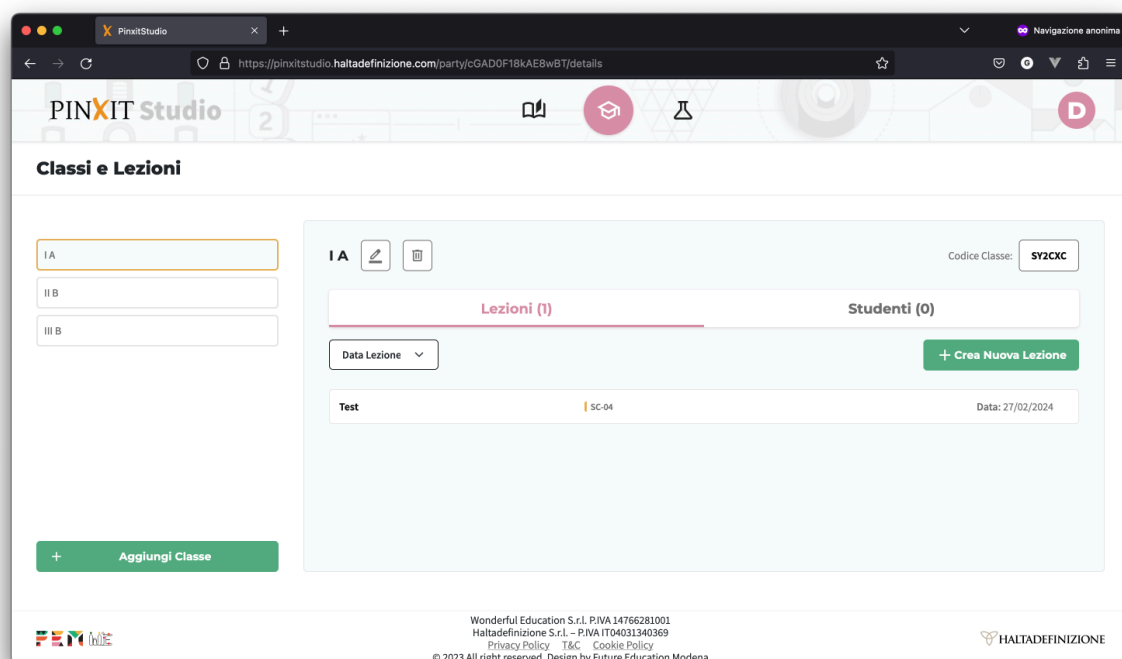 PinxitStudio
Navigazione anonima
https://pinxitstudio.haltadefinizione.com/party/cGAD0F18kAE8wBT/details
PINXIT Studio
D
Classi e Lezioni
I A
II B
III B
Aggiungi Classe
I A
Codice Classe: SY2CXC
Lezioni (1)
Studenti (0)
Data Lezione
+ Crea Nuova Lezione
Test
SC-04
Data: 27/02/2024
FEM
Wonderful Education S.r.l. P.IVA 14766281001
Haltadefinizione S.r.l. – P.IVA IT04031340369
Privacy Policy T&C Cookie Policy
© 2023 All right reserved. Design by Future Education Modena
HALTADEFINIZIONE